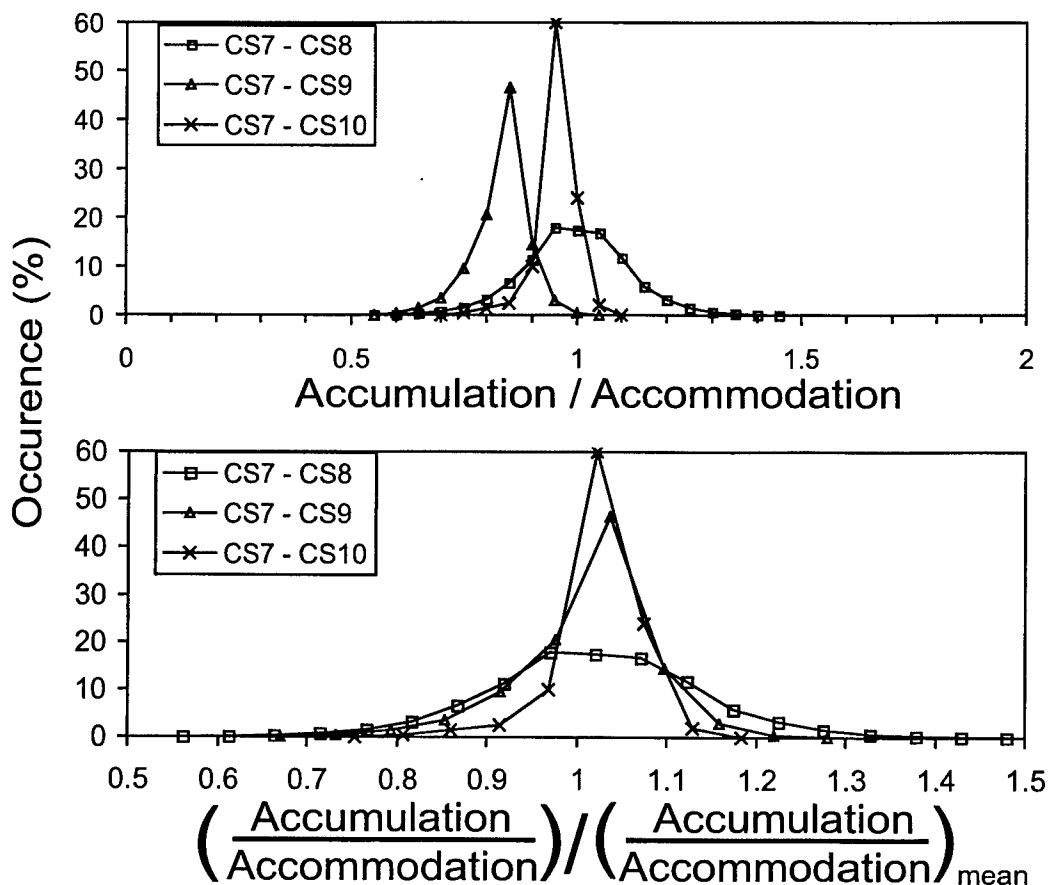 Occurence (%)
60
50
40
30
20
10
0
CS7 - CS8
CS7 - CS9
CS7 - CS10
0 0.5 1 1.5 2
Accumulation / Accommodation
60
50
40
30
20
10
0
CS7 - CS8
CS7 - CS9
CS7 - CS10
0.5 0.6 0.7 0.8 0.9 1 1.1 1.2 1.3 1.4 1.5
(Accumulation / Accommodation) / (Accumulation / Accommodation) mean